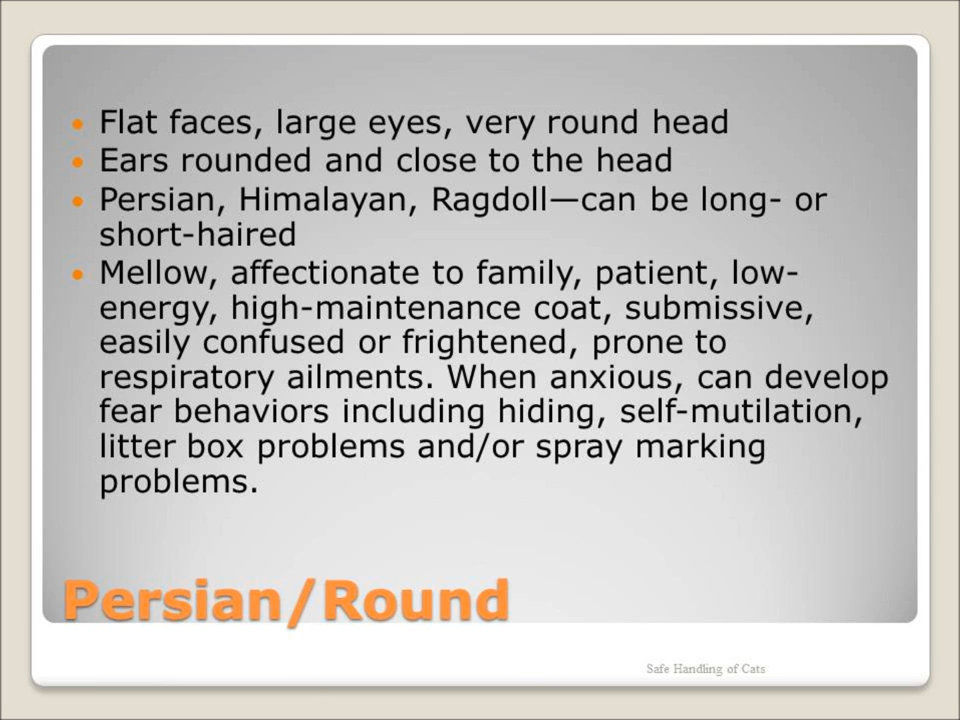 Flat faces, large eyes, very round head
Ears rounded and close to the head
Persian, Himalayan, Ragdoll—can be long- or
short-haired
Mellow, affectionate to family, patient, low-
energy, high-maintenance coat, submissive,
easily confused or frightened, prone to
respiratory ailments. When anxious, can develop
fear behaviors including hiding, self-mutilation,
litter box problems and/or spray marking
problems.
Persian/Round
Safe Handling of Cats